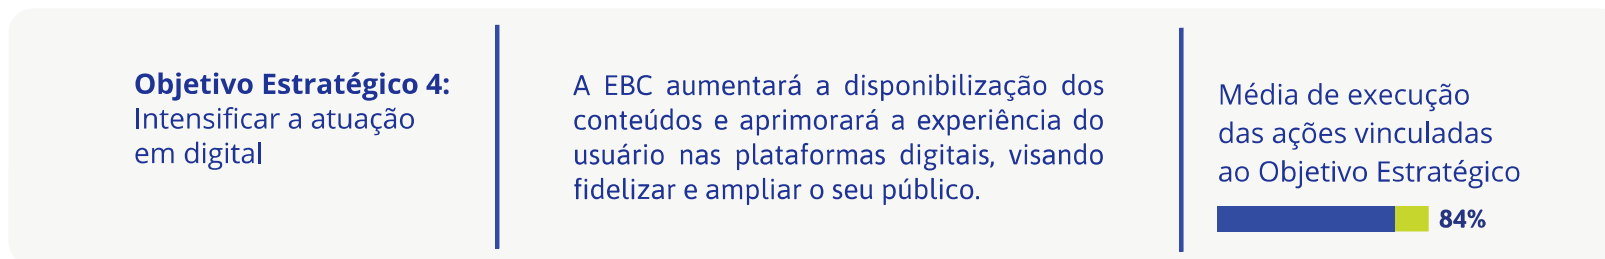 Objetivo Estratégico 4:
Intensificar a atuação
em digital
A EBC aumentará a disponibilização dos
conteúdos e aprimorará a experiência do
usuário nas plataformas digitais, visando
fidelizar e ampliar o seu público.
Média de execução
das ações vinculadas
ao Objetivo Estratégico
84%